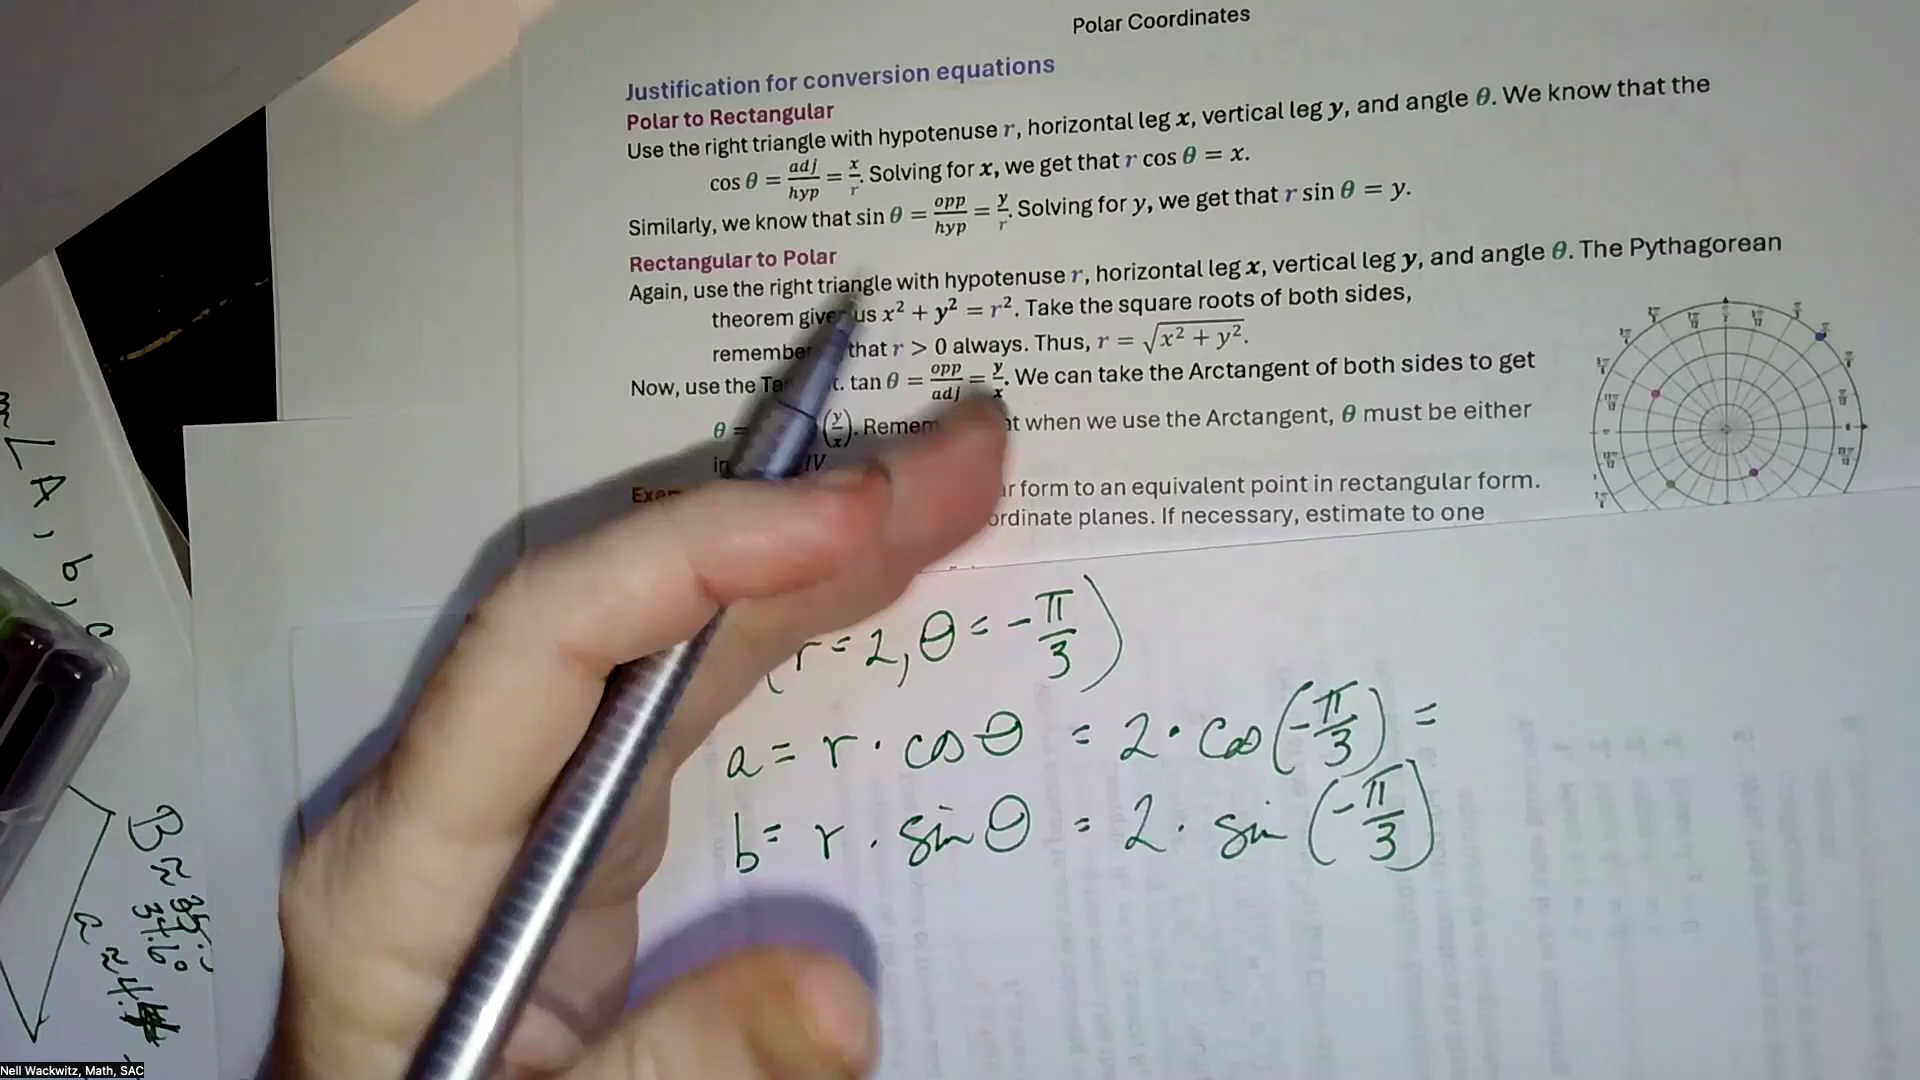 Polar Coordinates
Justification for conversion equations
Polar to Rectangular
Use the right triangle with hypotenuse r, horizontal leg x, vertical leg y, and angle θ. We know that the
cos θ = adj/hyp = x/r. Solving for x, we get that r cos θ = x.
Similarly, we know that sin θ = opp/hyp = y/r. Solving for y, we get that r sin θ = y.
Rectangular to Polar
Again, use the right triangle with hypotenuse r, horizontal leg x, vertical leg y, and angle θ. The Pythagorean
theorem us x² + y² = r². Take the square roots of both sides,
that r > 0 always. Thus, r = √(x² + y²).
Now, use the tan θ = opp/adj = y/x. We can take the Arctangent of both sides to get
θ = (y/x). when we use the Arctangent, θ must be either
IV
form to an equivalent point in rectangular form.
planes. If necessary, estimate to one
r = 2, θ = -π/3)
a = r · cos θ = 2 · cos(-π/3) =
b = r · sin θ = 2 · sin(-π/3)
m∠A, b, c
B ≈
34.6°
a ≈ 4.
Nell Wackwitz, Math, SAC